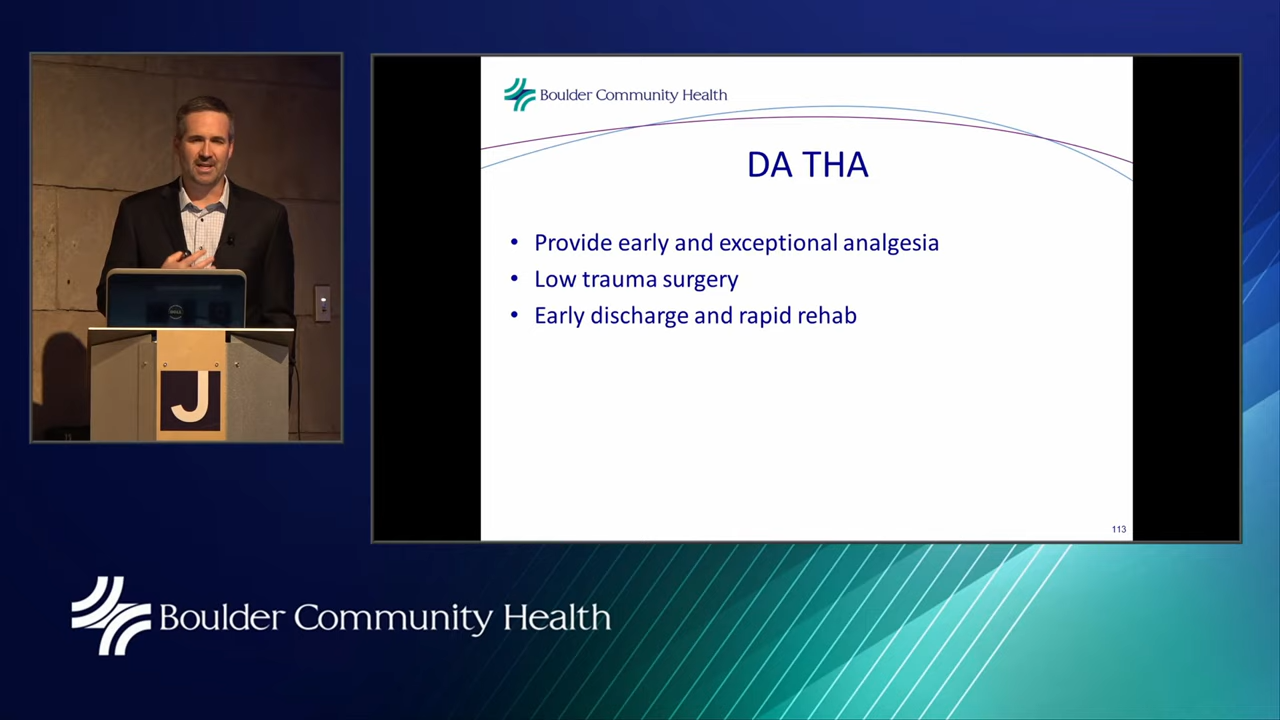 Boulder Community Health
DA THA
• Provide early and exceptional analgesia
• Low trauma surgery
• Early discharge and rapid rehab
113
DELL
J
Boulder Community Health